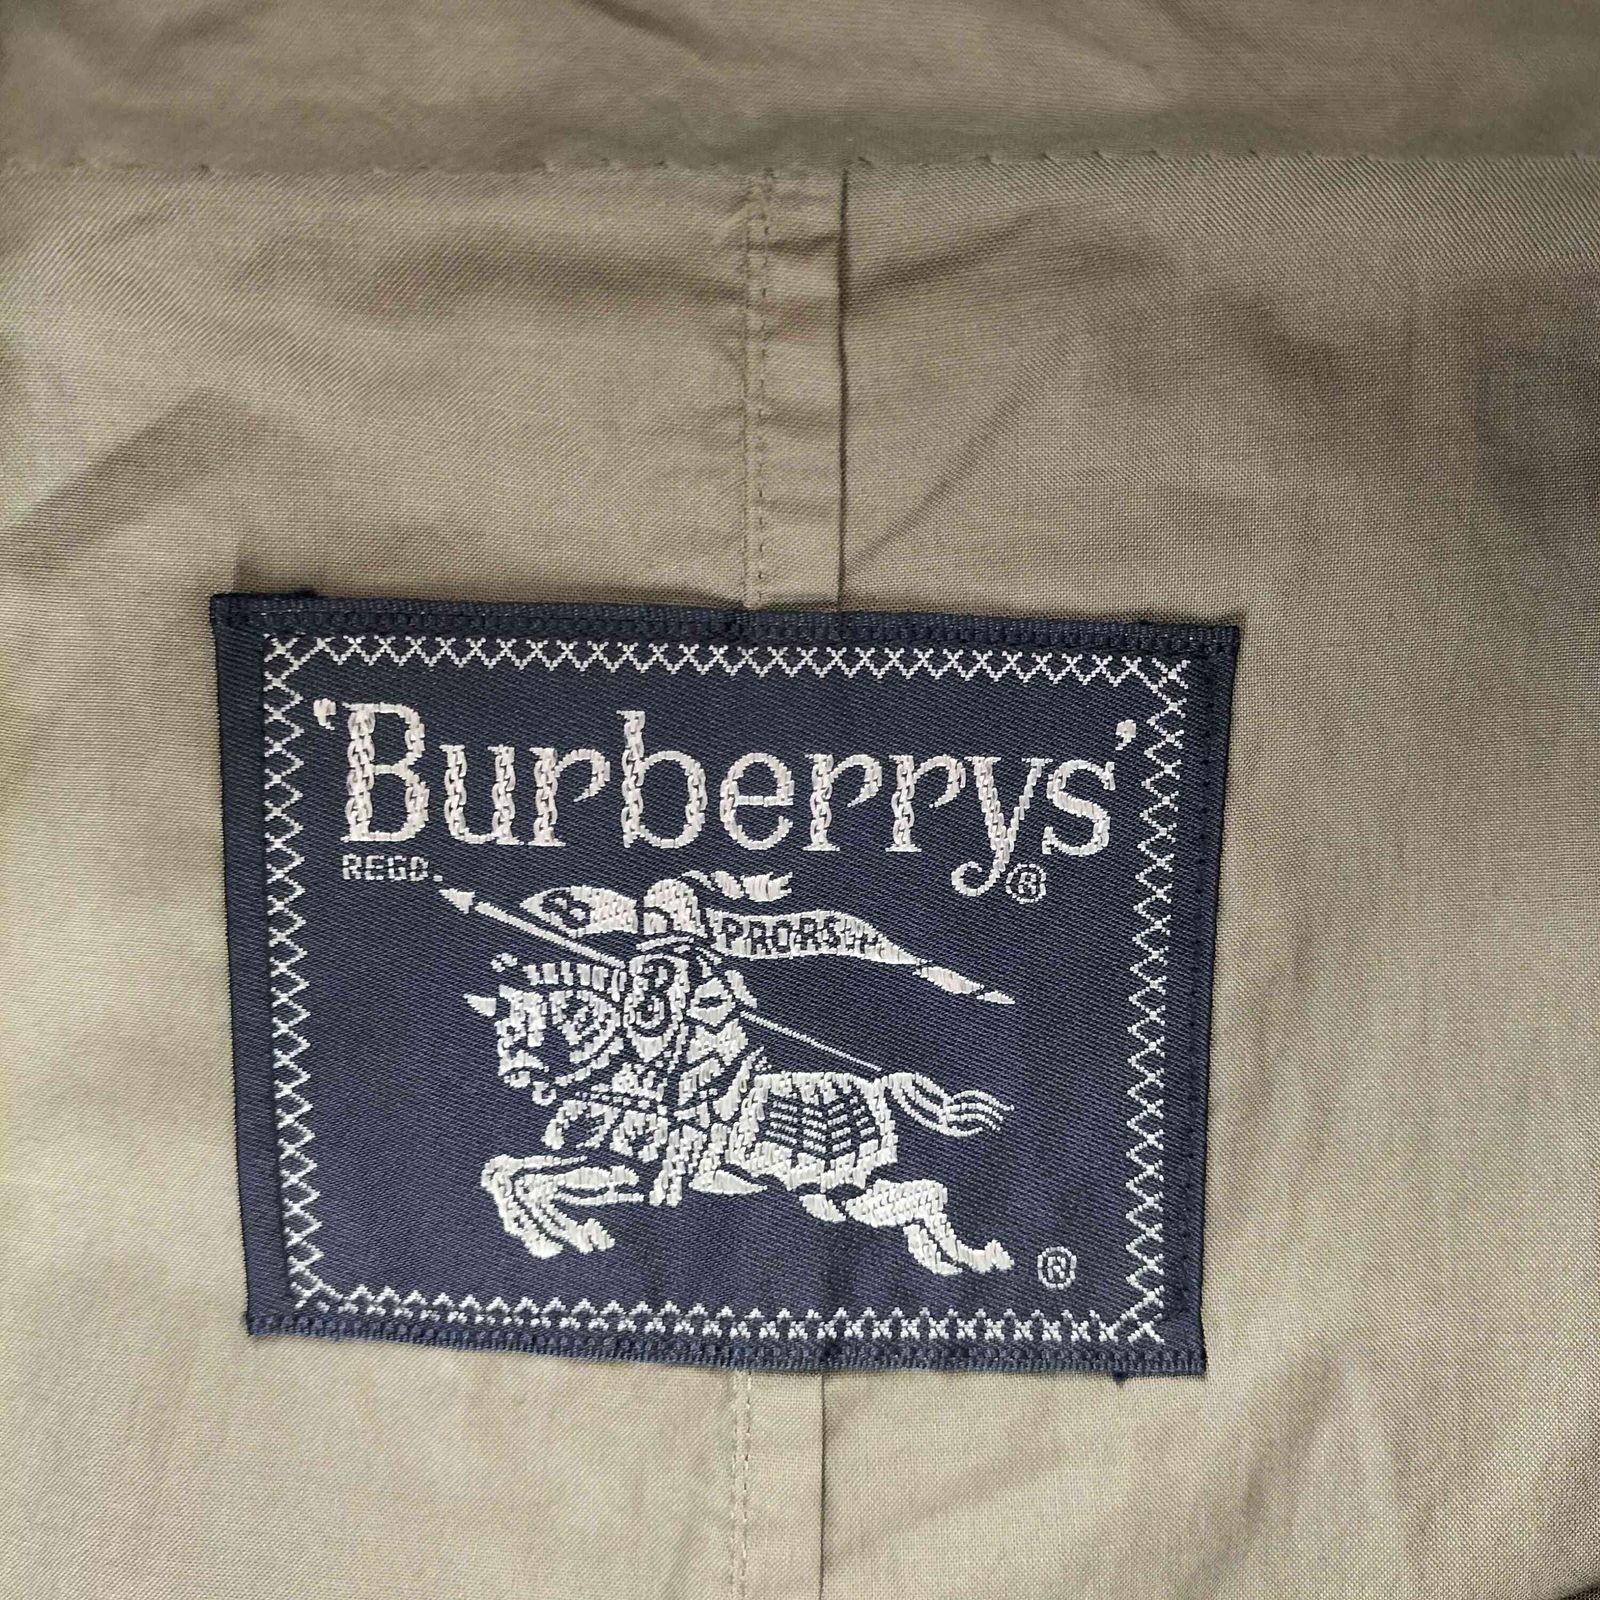 'Burberrys'
REGD. ®
PRORSUM
B
®